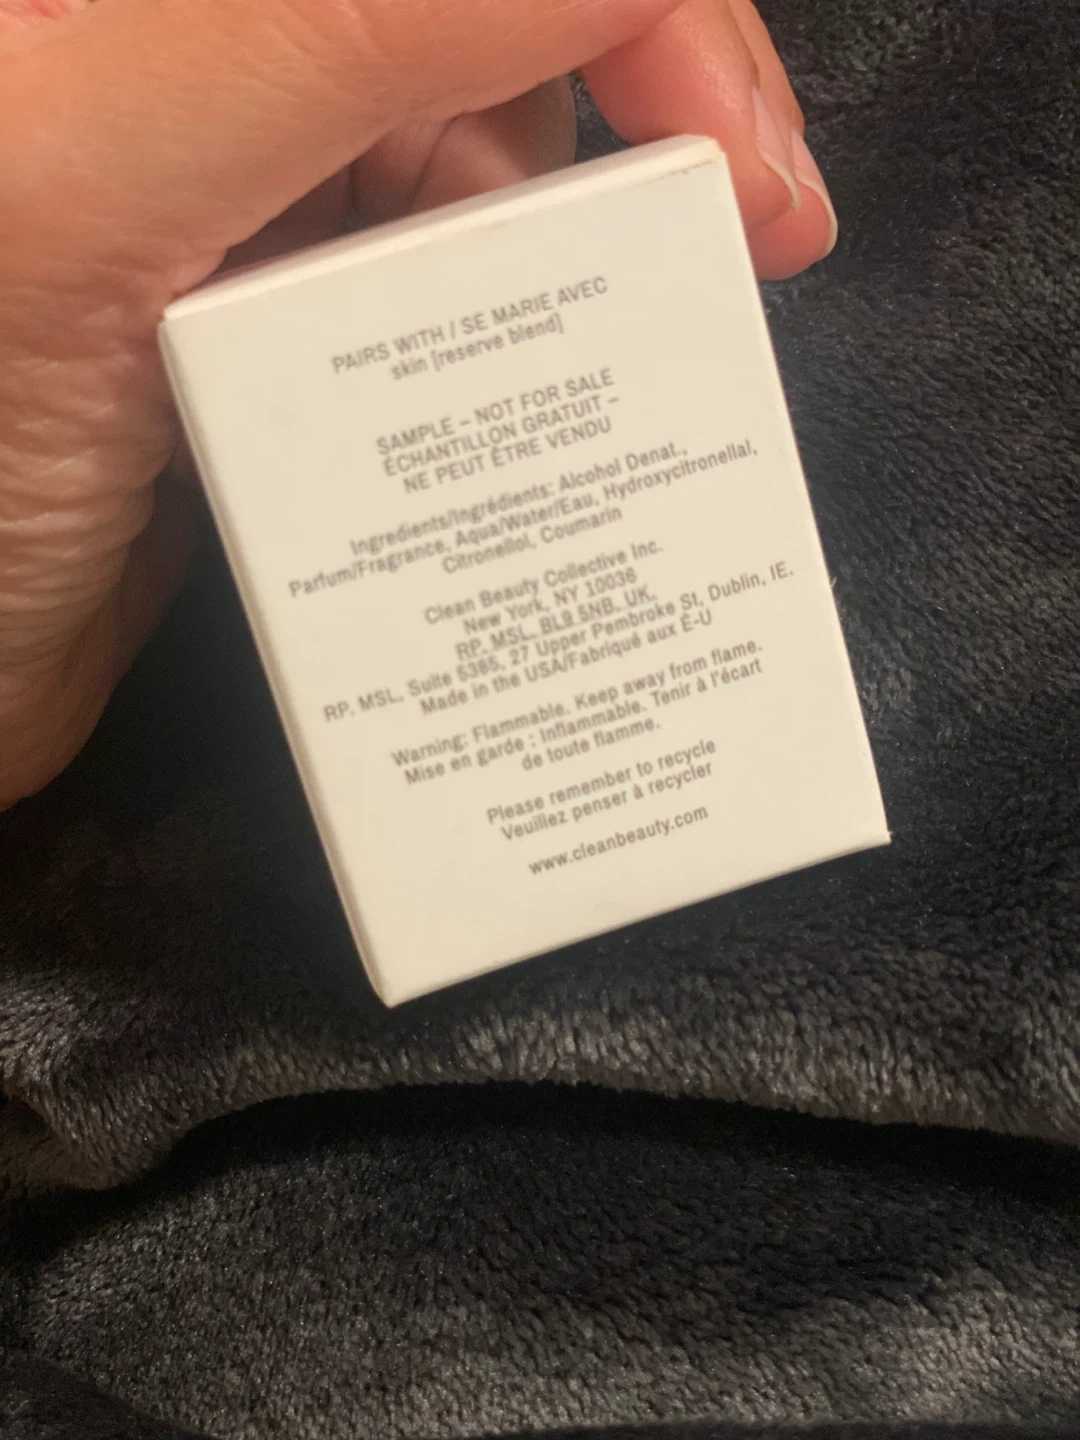 PAIRS WITH / SE MARIE AVEC
skin [reserve blend]
SAMPLE – NOT FOR SALE
ÉCHANTILLON GRATUIT –
NE PEUT ÊTRE VENDU
Ingredients/Ingrédients: Alcohol Denat.,
Parfum/Fragrance, Aqua/Water/Eau, Hydroxycitronellal,
Citronellol, Coumarin
Clean Beauty Collective Inc.
New York, NY 10036
RP. MSL. BL9 5NB. UK.
RP. MSL. Suite 5365, 27 Upper Pembroke St, Dublin, IE.
Made in the USA/Fabriqué aux É-U
Warning: Flammable. Keep away from flame.
Mise en garde : Inflammable. Tenir à l'écart
de toute flamme.
Please remember to recycle
Veuillez penser à recycler
www.cleanbeauty.com